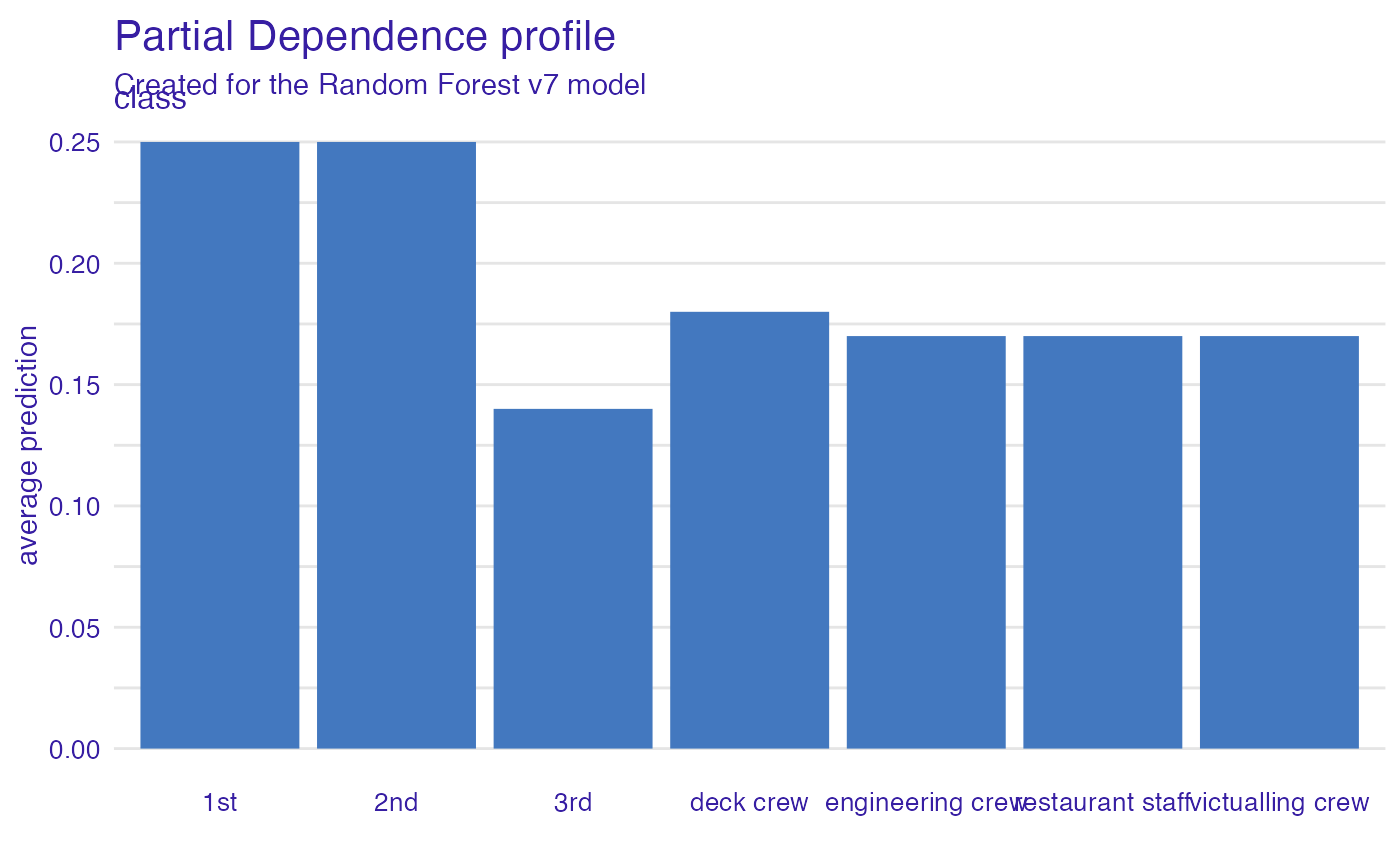 Partial Dependence profile
Created for the Random Forest v7 model
class
0.25
0.20
0.15
0.10
0.05
0.00
average prediction
1st 2nd 3rd deck crew engineering crew restaurant staff victualling crew